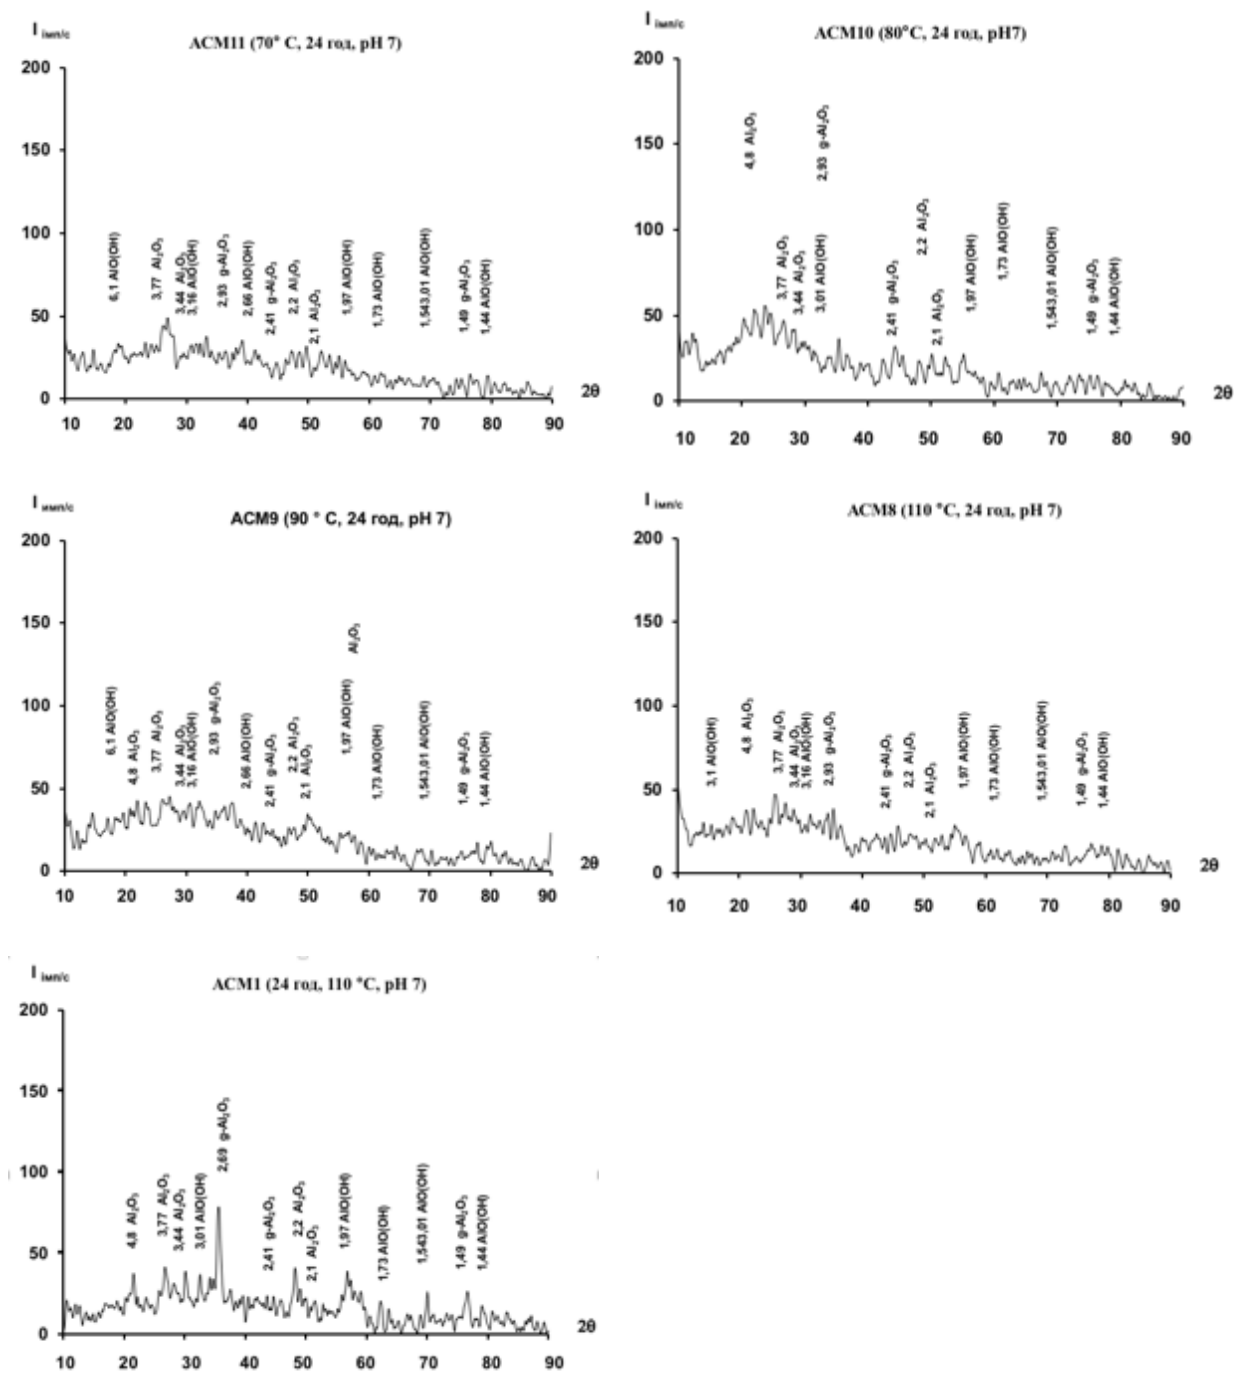 I імп/с
АСМ11 (70° С, 24 год, рН 7)
200
150
100
50
0
6,1 AlO(OH)
3,77 Al₂O₃
3,44 Al₂O₃
3,16 AlO(OH)
2,93 g-Al₂O₃
2,66 AlO(OH)
2,41 g-Al₂O₃
2,2 Al₂O₃
2,1 Al₂O₃
1,97 AlO(OH)
1,73 AlO(OH)
1,543,01 AlO(OH)
1,49 g-Al₂O₃
1,44 AlO(OH)
2θ
10 20 30 40 50 60 70 80 90
I імп/с
АСМ10 (80°С, 24 год, рН7)
200
150
100
50
0
4,8 Al₂O₃
3,77 Al₂O₃
3,44 Al₂O₃
3,01 AlO(OH)
2,93 g-Al₂O₃
2,41 g-Al₂O₃
2,2 Al₂O₃
2,1 Al₂O₃
1,97 AlO(OH)
1,73 AlO(OH)
1,543,01 AlO(OH)
1,49 g-Al₂O₃
1,44 AlO(OH)
2θ
10 20 30 40 50 60 70 80 90
I имп/с
АСМ9 (90 ° С, 24 год, рН 7)
200
150
100
50
0
6,1 AlO(OH)
4,8 Al₂O₃
3,77 Al₂O₃
3,44 Al₂O₃
3,16 AlO(OH)
2,93 g-Al₂O₃
2,66 AlO(OH)
2,41 g-Al₂O₃
2,2 Al₂O₃
2,1 Al₂O₃
1,97 AlO(OH)
Al₂O₃
1,73 AlO(OH)
1,543,01 AlO(OH)
1,49 g-Al₂O₃
1,44 AlO(OH)
2θ
10 20 30 40 50 60 70 80 90
I імп/с
АСМ8 (110 °С, 24 год, рН 7)
200
150
100
50
0
3,1 AlO(OH)
4,8 Al₂O₃
3,77 Al₂O₃
3,44 Al₂O₃
3,16 AlO(OH)
2,93 g-Al₂O₃
2,41 g-Al₂O₃
2,2 Al₂O₃
2,1 Al₂O₃
1,97 AlO(OH)
1,73 AlO(OH)
1,543,01 AlO(OH)
1,49 g-Al₂O₃
1,44 AlO(OH)
2θ
10 20 30 40 50 60 70 80 90
I імп/с
АСМ1 (24 год, 110 °С, рН 7)
200
150
100
50
0
4,8 Al₂O₃
3,77 Al₂O₃
3,44 Al₂O₃
3,01 AlO(OH)
2,69 g-Al₂O₃
2,41 g-Al₂O₃
2,2 Al₂O₃
2,1 Al₂O₃
1,97 AlO(OH)
1,73 AlO(OH)
1,543,01 AlO(OH)
1,49 g-Al₂O₃
1,44 AlO(OH)
2θ
10 20 30 40 50 60 70 80 90